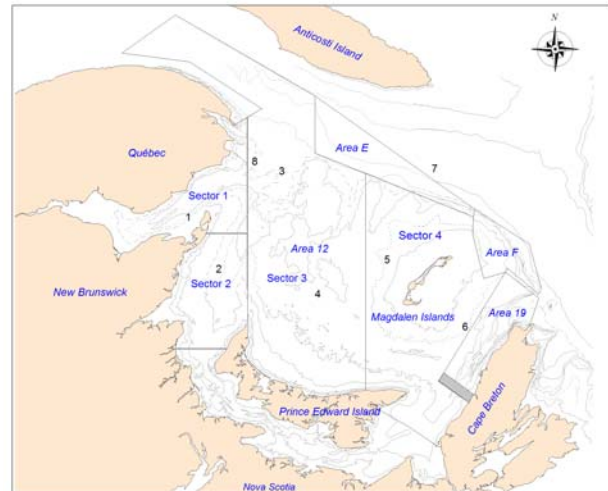 N
Anticosti Island
Québec
Area E
8
3
7
Sector 1
1
Area 12
Sector 4
Area F
2
5
Sector 2
Sector 3
4
New Brunswick
Magdalen Islands
6
Area 19
Prince Edward Island
Cape Breton
Nova Scotia